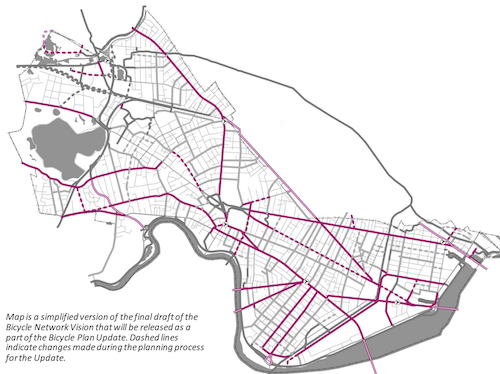 Map is a simplified version of the final draft of the
Bicycle Network Vision that will be released as a
part of the Bicycle Plan Update. Dashed lines
indicate changes made during the planning process
for the Update.